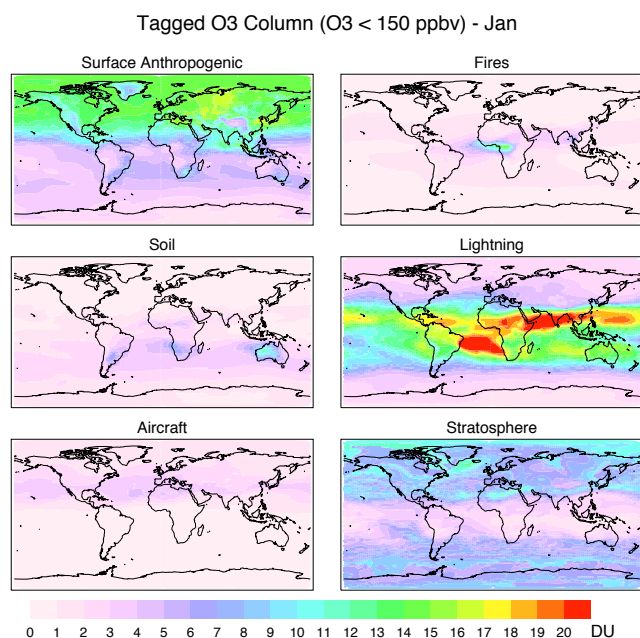 Tagged O3 Column (O3 < 150 ppbv) - Jan
Surface Anthropogenic
Fires
Soil
Lightning
Aircraft
Stratosphere
0 1 2 3 4 5 6 7 8 9 10 11 12 13 14 15 16 17 18 19 20 DU